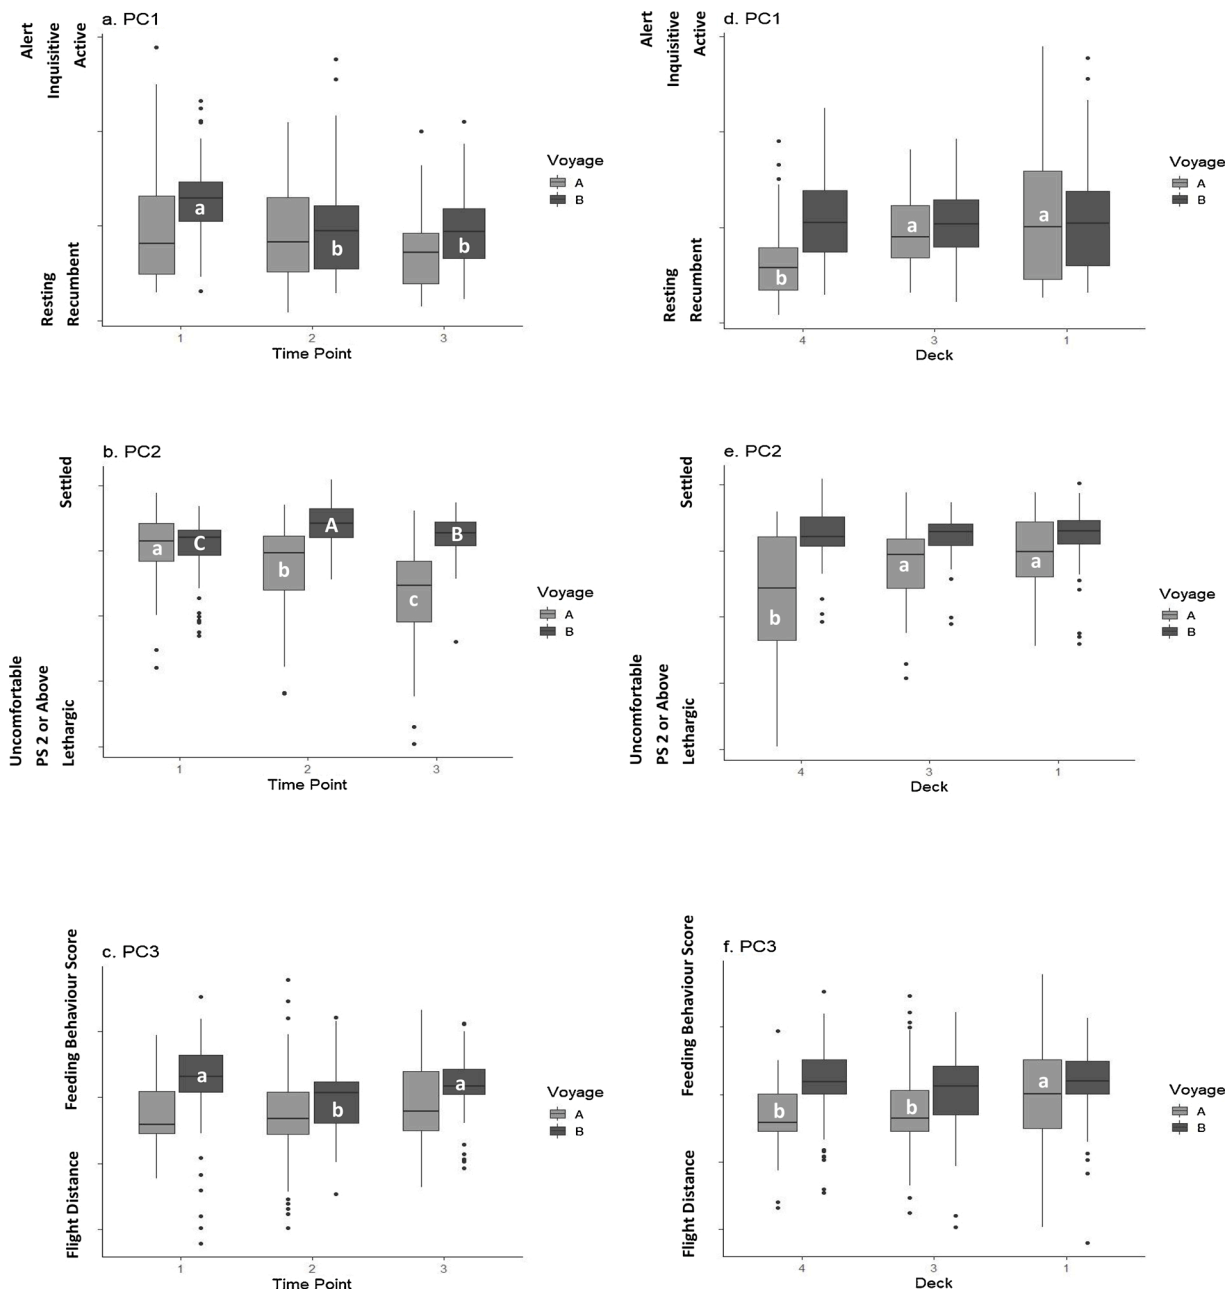 a. PC1
Alert
Inquisitive
Active
Resting
Recumbent
a
b
b
1
2
3
Time Point
Voyage
A
B
d. PC1
Alert
Inquisitive
Active
Resting
Recumbent
b
a
a
4
3
1
Deck
Voyage
A
B
b. PC2
Settled
Uncomfortable
PS 2 or Above
Lethargic
a
C
b
A
c
B
1
2
3
Time Point
Voyage
A
B
e. PC2
Settled
Uncomfortable
PS 2 or Above
Lethargic
b
a
a
4
3
1
Deck
Voyage
A
B
c. PC3
Feeding Behaviour Score
Flight Distance
a
b
a
1
2
3
Time Point
Voyage
A
B
f. PC3
Feeding Behaviour Score
Flight Distance
b
b
a
4
3
1
Deck
Voyage
A
B